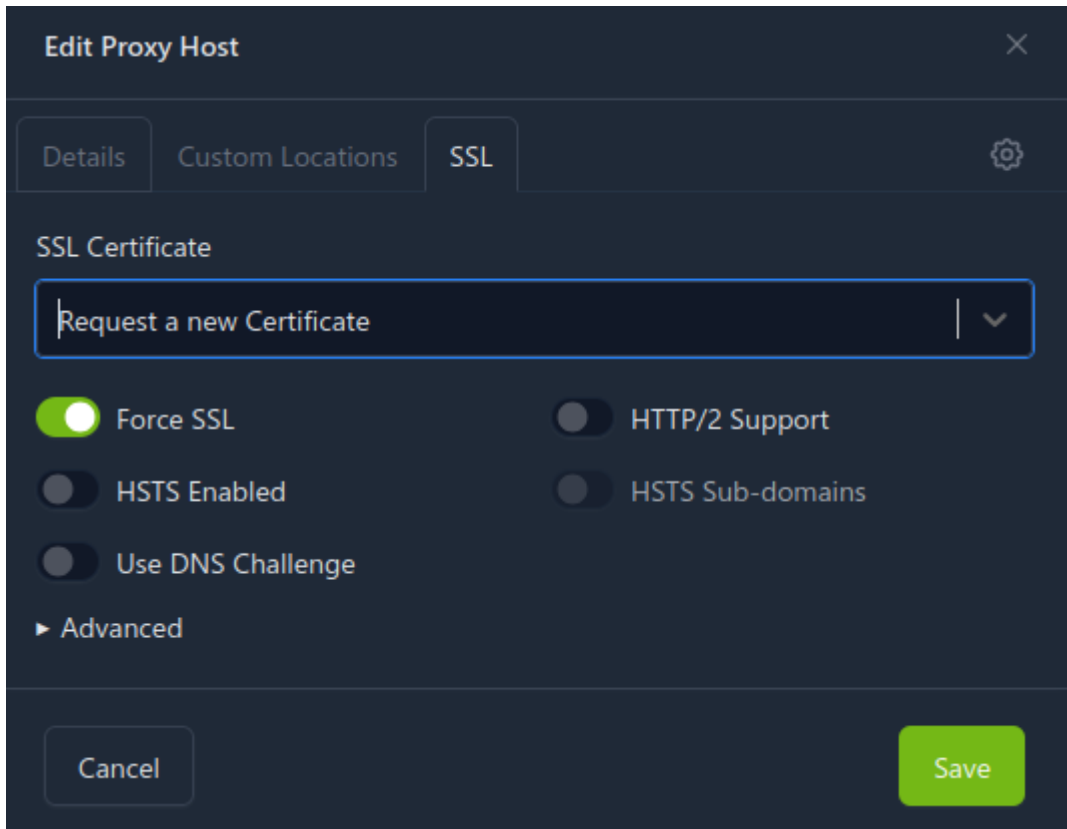 Edit Proxy Host
Details Custom Locations SSL
SSL Certificate
Request a new Certificate
Force SSL HTTP/2 Support
HSTS Enabled HSTS Sub-domains
Use DNS Challenge
Advanced
Cancel Save